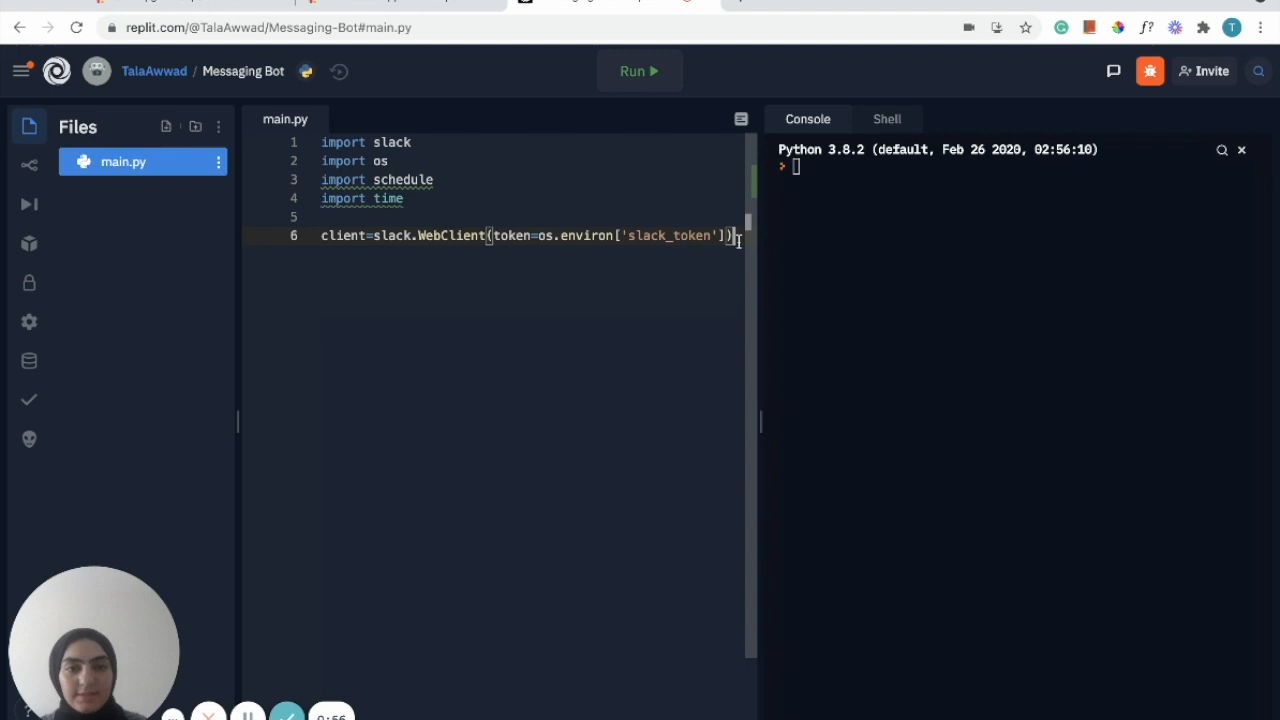 replit.com/@TalaAwwad/Messaging-Bot#main.py
T
TalaAwwad / Messaging Bot
Run
Invite
Files
main.py
main.py
1 import slack
2 import os
3 import schedule
4 import time
5
6 client=slack.WebClient(token=os.environ['slack_token'])
Console
Shell
Python 3.8.2 (default, Feb 26 2020, 02:56:10)